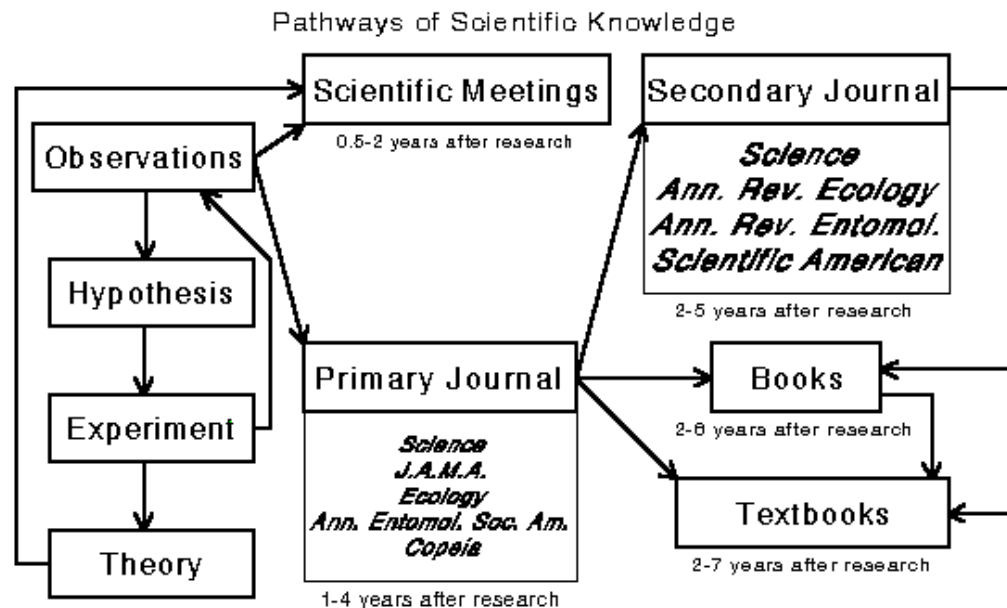 Pathways of Scientific Knowledge
Scientific Meetings
0.5-2 years after research
Secondary Journal
Science
Ann. Rev. Ecology
Ann. Rev. Entomol.
Scientific American
2-5 years after research
Observations
Hypothesis
Experiment
Theory
Primary Journal
Science
J.A.M.A.
Ecology
Ann. Entomol. Soc. Am.
Copeia
1-4 years after research
Books
2-6 years after research
Textbooks
2-7 years after research